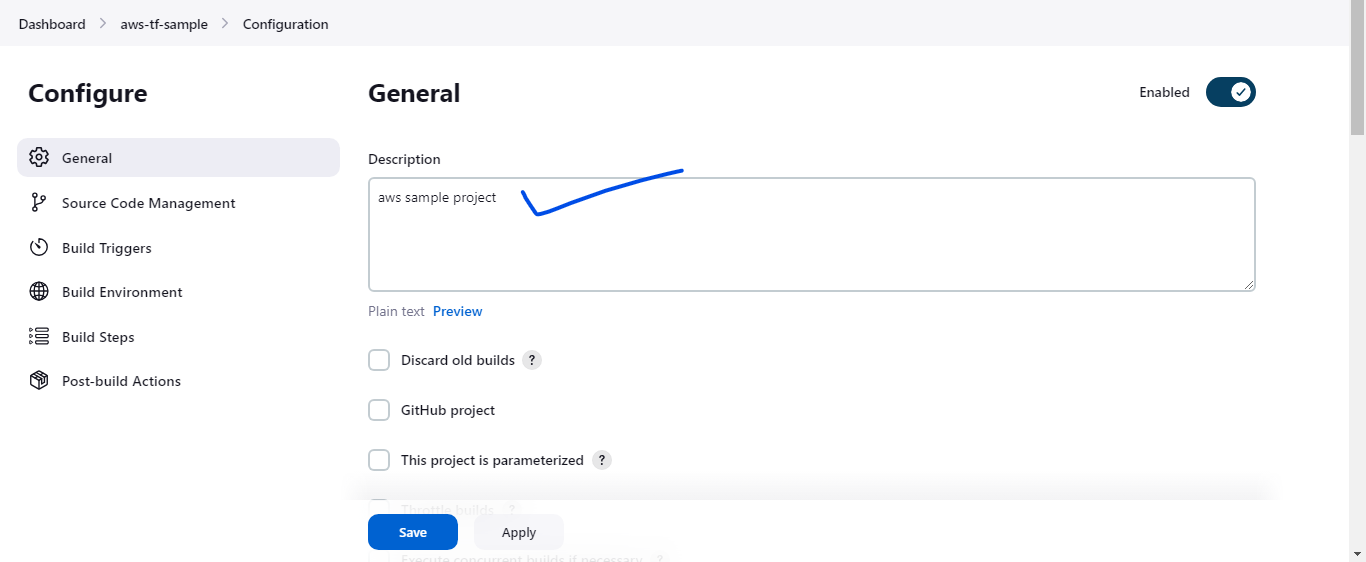 Dashboard > aws-tf-sample > Configuration
Configure
General
Source Code Management
Build Triggers
Build Environment
Build Steps
Post-build Actions
General
Enabled
Description
aws sample project
Plain text Preview
Discard old builds ?
GitHub project
This project is parameterized ?
Throttle builds ?
Save Apply
Execute concurrent builds if necessary ?